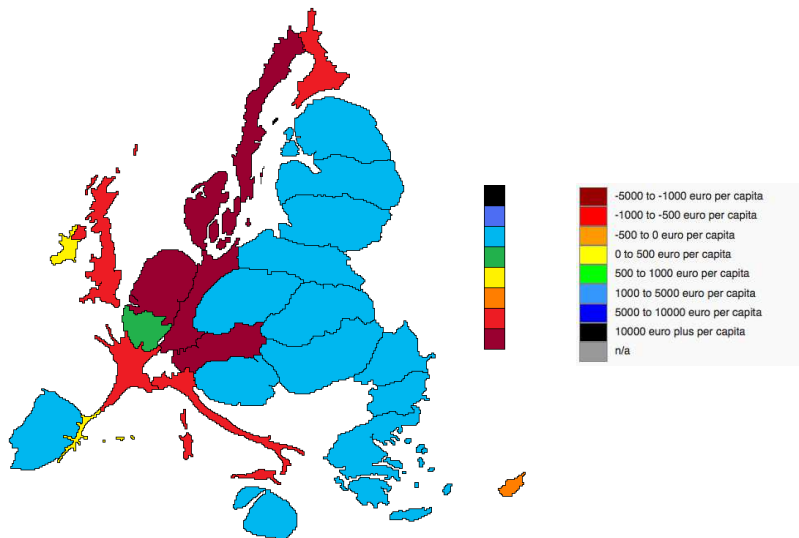 -5000 to -1000 euro per capita
-1000 to -500 euro per capita
-500 to 0 euro per capita
0 to 500 euro per capita
500 to 1000 euro per capita
1000 to 5000 euro per capita
5000 to 10000 euro per capita
10000 euro plus per capita
n/a